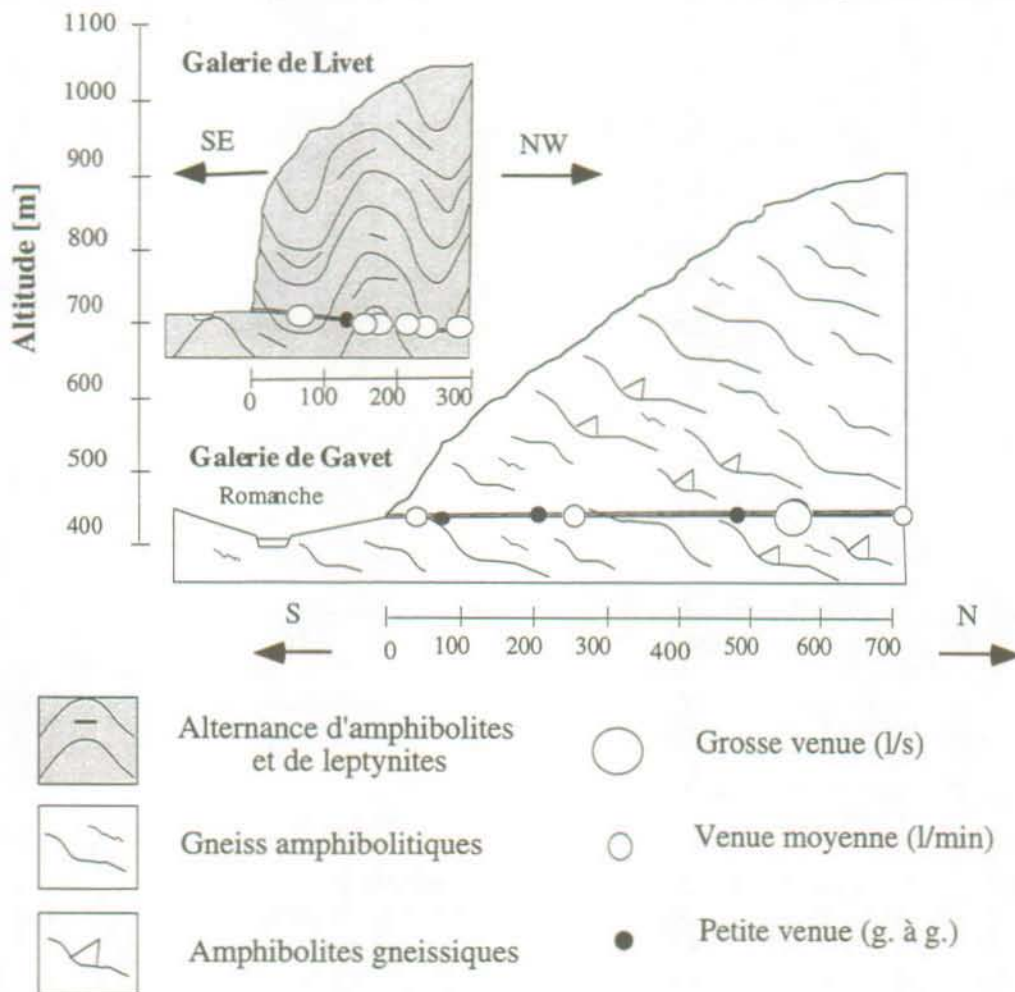 1100
Galerie de Livet
1000
SE
NW
900
Altitude [m]
800
700
600
0 100 200 300
500
Galerie de Gavet
Romanche
400
S
N
0 100 200 300 400 500 600 700
Alternance d'amphibolites
et de leptynites
Grosse venue (l/s)
Gneiss amphibolitiques
Venue moyenne (l/min)
Amphibolites gneissiques
Petite venue (g. à g.)